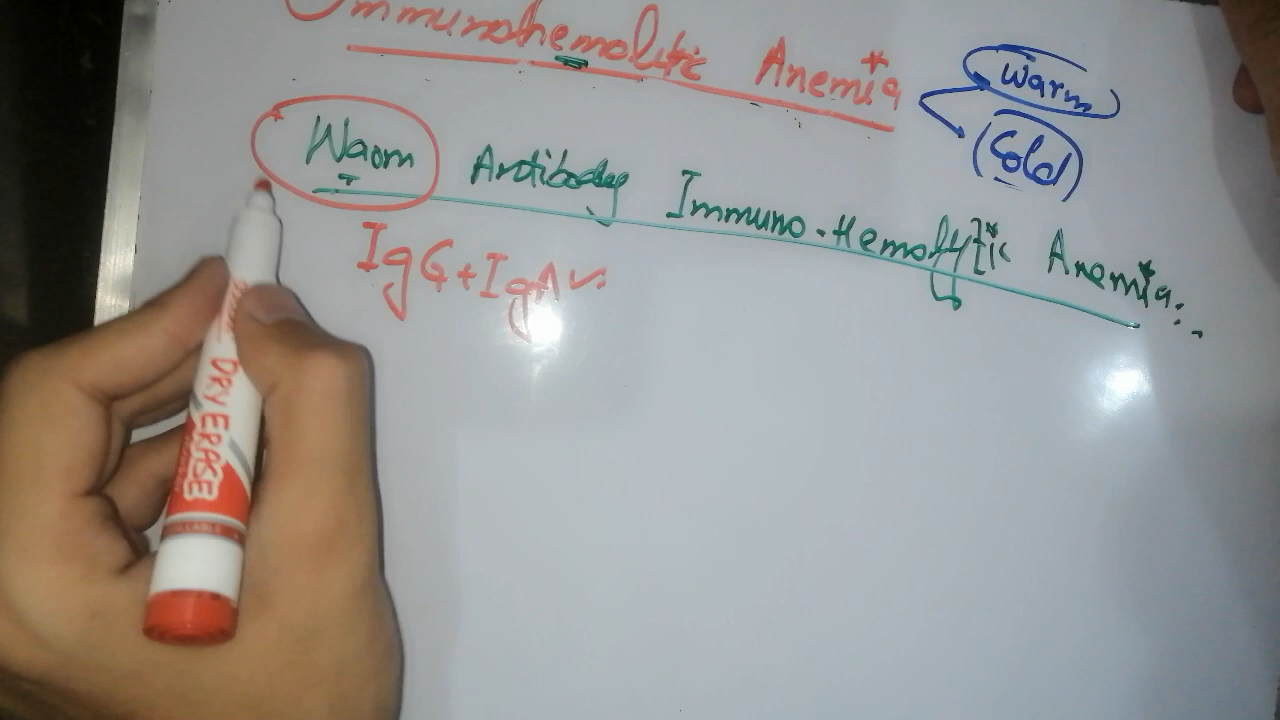 Immunohemolitic Anemia
Warm
Cold
Warm Antibody Immuno-Hemolytic Anemia:
IgG+IgA
DRY ERASE